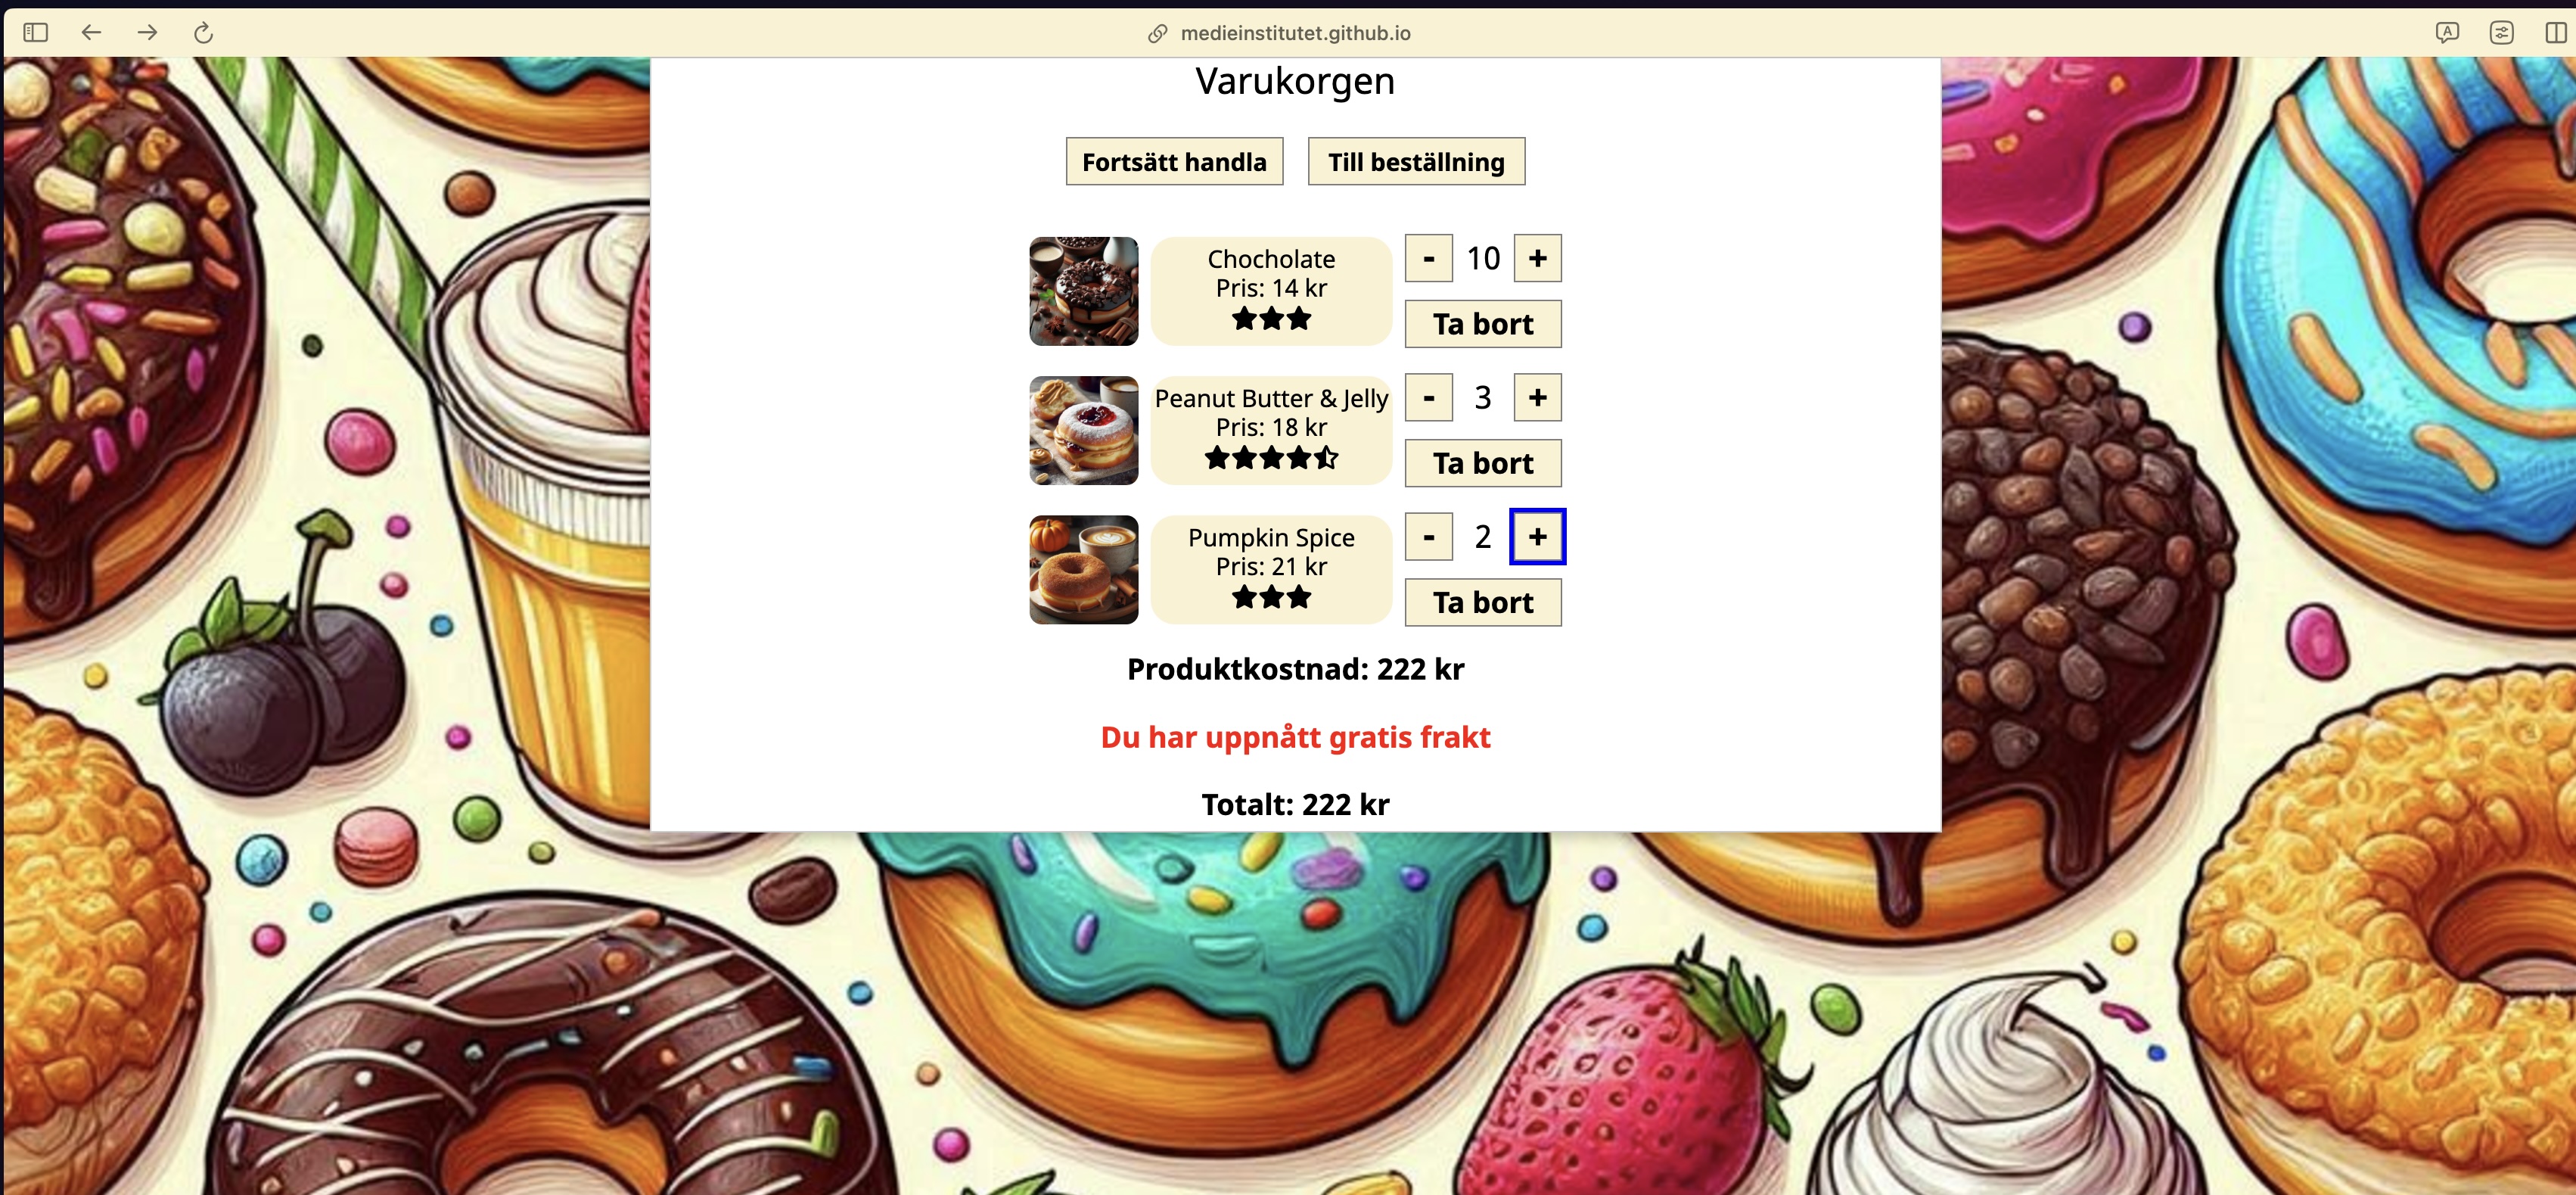 medieinstitutet.github.io
Varukorgen
Fortsätt handla
Till beställning
Chocholate
Pris: 14 kr
- 10 +
Ta bort
Peanut Butter & Jelly
Pris: 18 kr
- 3 +
Ta bort
Pumpkin Spice
Pris: 21 kr
- 2 +
Ta bort
Produktkostnad: 222 kr
Du har uppnått gratis frakt
Totalt: 222 kr